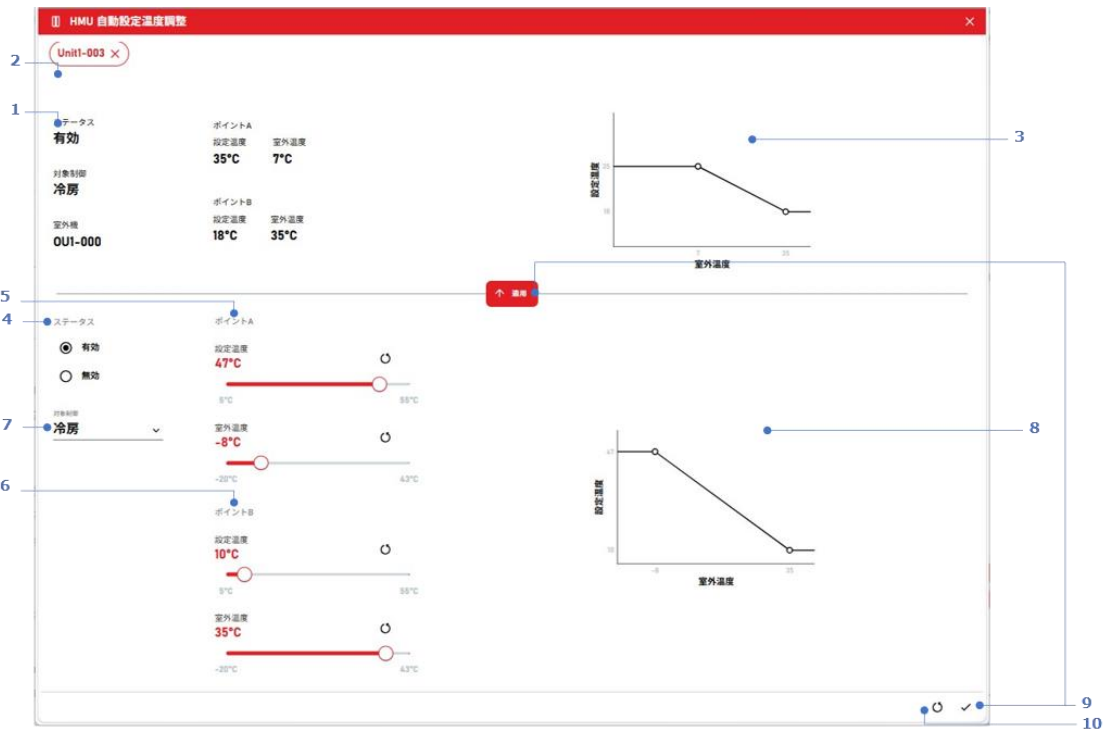 HMU 自動設定温度調整
Unit1-003
2
1
ステータス
有効
対象制御
冷房
室外機
OU1-000
ポイントA
設定温度 室外温度
35°C 7°C
ポイントB
設定温度 室外温度
18°C 35°C
3
設定温度
35
18
7 35
室外温度
適用
5
4
ステータス
有効
無効
7
対象制御
冷房
ポイントA
設定温度
47°C
5°C 55°C
室外温度
-8°C
-20°C 43°C
6
ポイントB
設定温度
10°C
5°C 55°C
室外温度
35°C
-20°C 43°C
8
設定温度
47
10
-8 35
室外温度
9
10